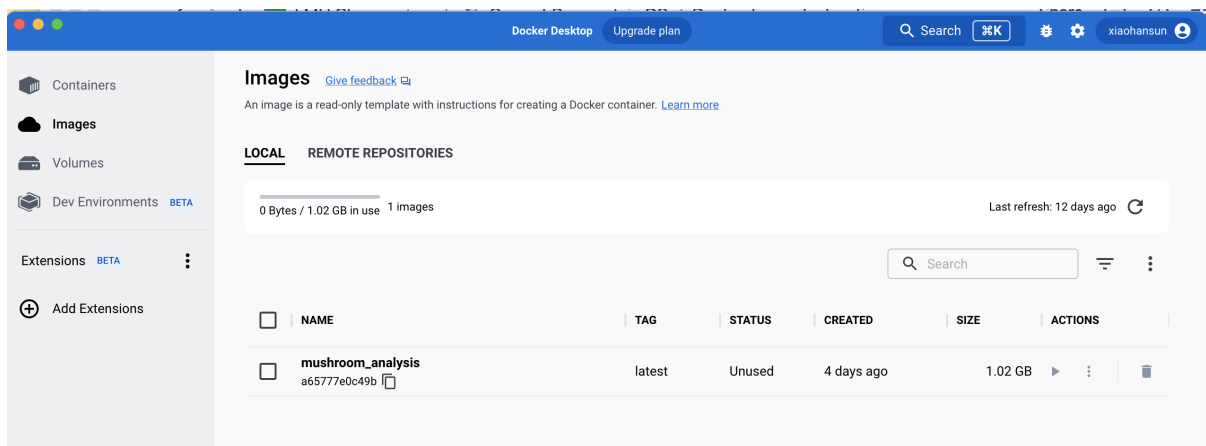 Docker Desktop Upgrade plan Search ⌘K xiaohansun
Containers
Images
Volumes
Dev Environments BETA
Extensions BETA
Add Extensions
Images Give feedback
An image is a read-only template with instructions for creating a Docker container. Learn more
LOCAL REMOTE REPOSITORIES
0 Bytes / 1.02 GB in use 1 images Last refresh: 12 days ago
Search
NAME TAG STATUS CREATED SIZE ACTIONS
mushroom_analysis latest Unused 4 days ago 1.02 GB
a65777e0c49b